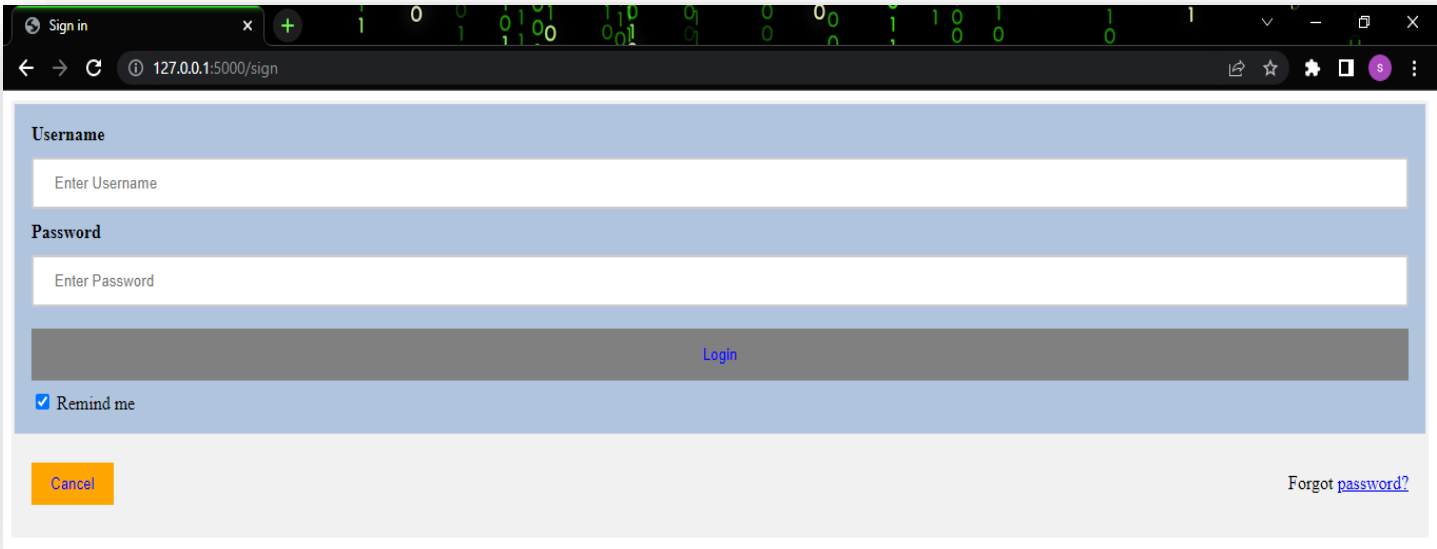 Sign in
127.0.0.1:5000/sign
S
Username
Enter Username
Password
Enter Password
Login
Remind me
Cancel
Forgot password?